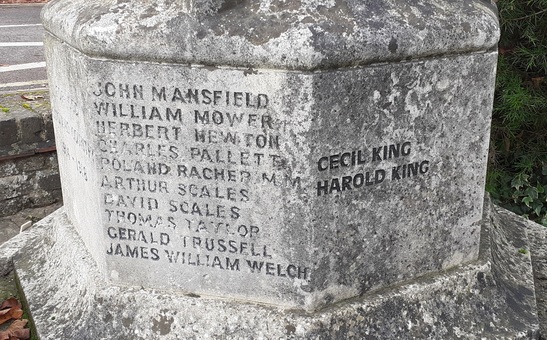 JOHN MANSFIELD
WILLIAM MOWER
HERBERT NEWTON
CHARLES PALLETT
ROLAND RACHER M.M
ARTHUR SCALES
DAVID SCALES
THOMAS TAYLOR
GERALD TRUSSELL
JAMES WILLIAM WELCH
CECIL KING
HAROLD KING